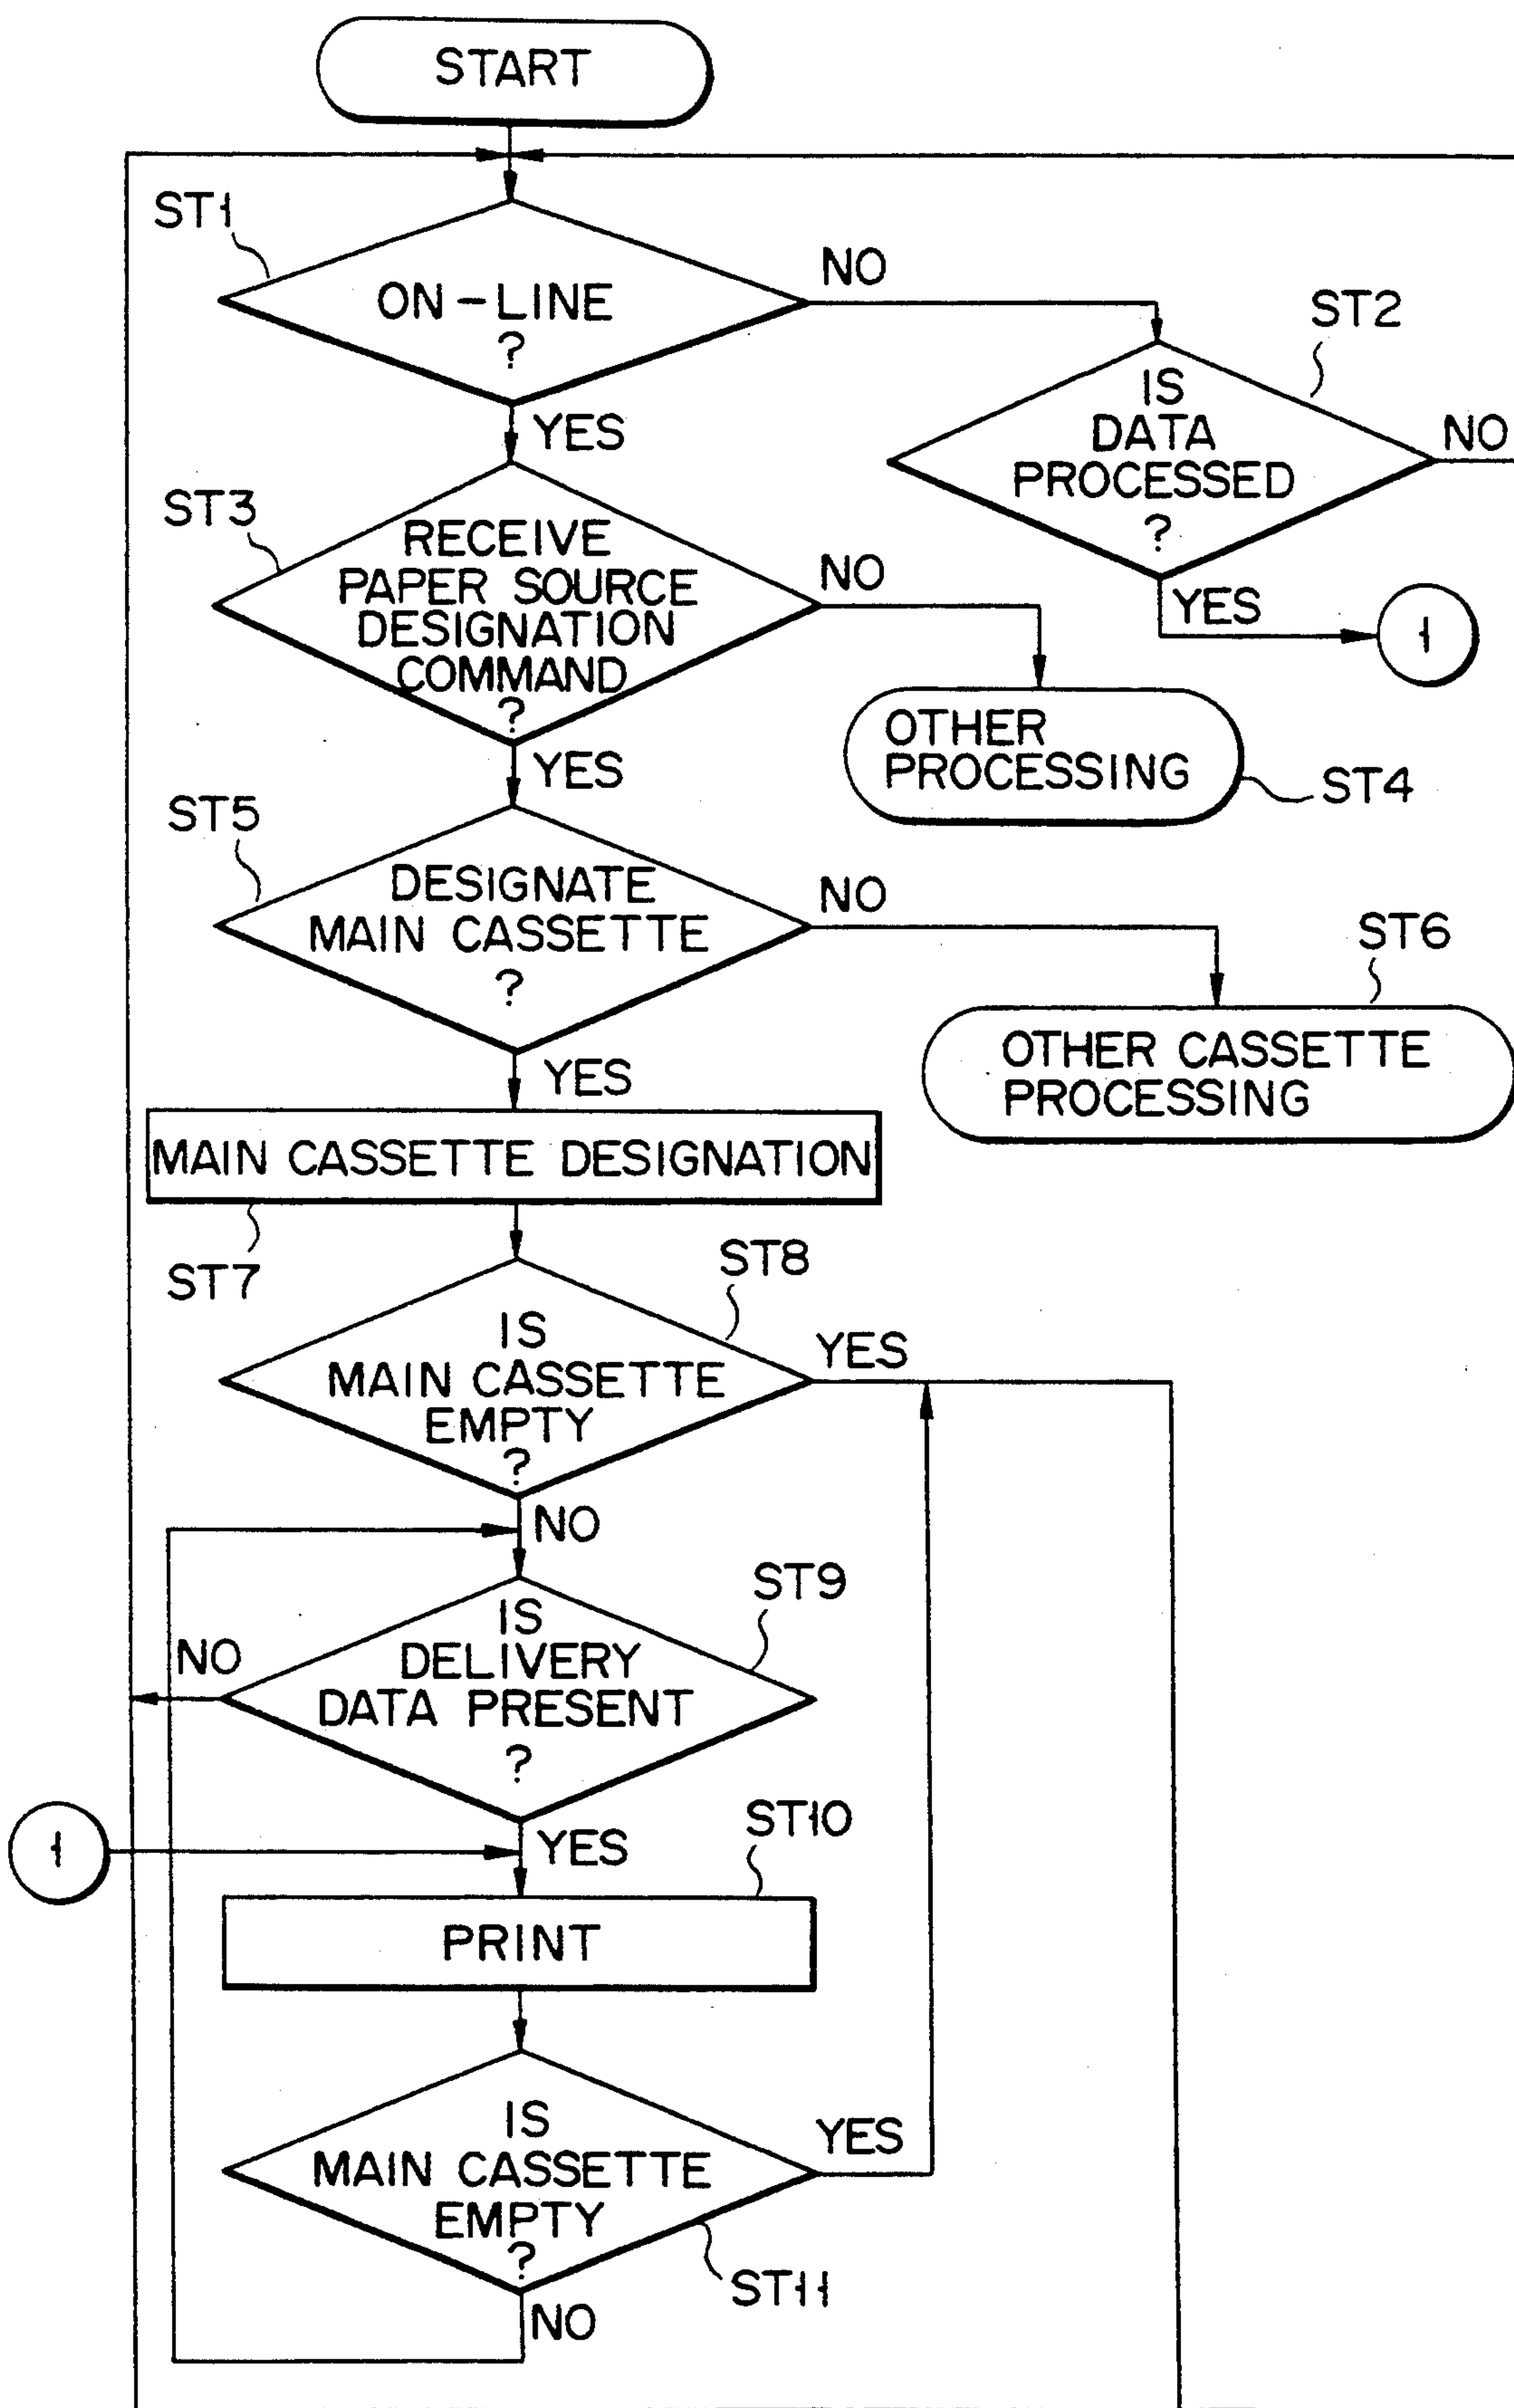 START
ST1
ON-LINE
?
NO
YES
ST2
IS
DATA
PROCESSED
?
NO
YES
1
ST3
RECEIVE
PAPER SOURCE
DESIGNATION
COMMAND
?
NO
YES
OTHER
PROCESSING
ST4
ST5
DESIGNATE
MAIN CASSETTE
?
NO
YES
ST6
OTHER CASSETTE
PROCESSING
MAIN CASSETTE DESIGNATION
ST7
ST8
IS
MAIN CASSETTE
EMPTY
?
YES
NO
ST9
IS
DELIVERY
DATA PRESENT
?
NO
YES
1
ST10
PRINT
IS
MAIN CASSETTE
EMPTY
?
YES
ST11
NO